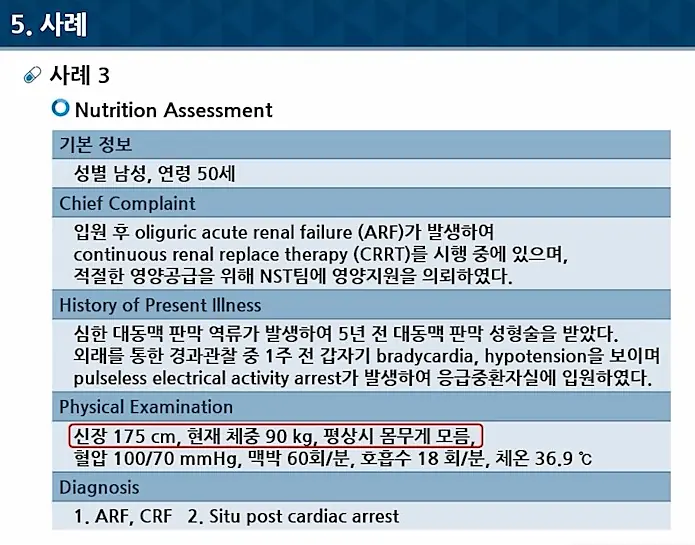 5. 사례
사례 3
Nutrition Assessment
기본 정보
성별 남성, 연령 50세
Chief Complaint
입원 후 oliguric acute renal failure (ARF)가 발생하여
continuous renal replace therapy (CRRT)를 시행 중에 있으며,
적절한 영양공급을 위해 NST팀에 영양지원을 의뢰하였다.
History of Present Illness
심한 대동맥 판막 역류가 발생하여 5년 전 대동맥 판막 성형술을 받았다.
외래를 통한 경과관찰 중 1주 전 갑자기 bradycardia, hypotension을 보이며
pulseless electrical activity arrest가 발생하여 응급중환자실에 입원하였다.
Physical Examination
신장 175 cm, 현재 체중 90 kg, 평상시 몸무게 모름,
혈압 100/70 mmHg, 맥박 60회/분, 호흡수 18 회/분, 체온 36.9 ℃
Diagnosis
1. ARF, CRF 2. Situ post cardiac arrest